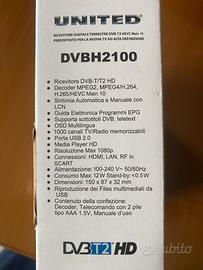 UNITED
RICEVITORE DIGITALE TERRESTRE DVB-T2 HEVC Main 10
PREDISPOSTO PER LA NUOVA TV AD ALTA DEFINIZIONE
DVBH2100
• Ricevitore DVB-T/T2 HD
• Decoder MPEG2, MPEG4/H.264,
H.265/HEVC Main 10
• Sintonia Automatica e Manuale con
LCN
• Guida Elettronica Programmi EPG
• Supporta sottotitoli DVB, teletext
• OSD Multilingua
• 1000 canali TV/Radio memorizzabili
• Porta USB 2.0
• Media Player HD
• Risoluzione Max 1080p
• Connessioni: HDMI, LAN, RF in
SCART
• Alimentazione: 100-240 V~ 50/60Hz
• Consumo Max: 12W Stand-by: <0.5W
• Dimensioni: 150 x 87 x 32 mm
• Riproduzione dei Files multimediali da
USB
• Contenuto della confezione:
Decoder, Telecomando con 2 pile
tipo AAA 1.5V, Manuale d'uso
DVB T2 HD
subito